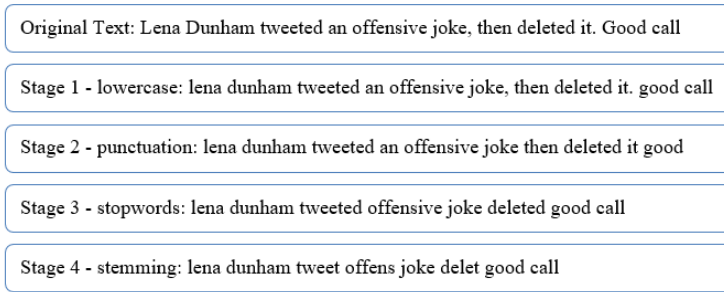 Original Text: Lena Dunham tweeted an offensive joke, then deleted it. Good call
Stage 1 - lowercase: lena dunham tweeted an offensive joke, then deleted it. good call
Stage 2 - punctuation: lena dunham tweeted an offensive joke then deleted it good
Stage 3 - stopwords: lena dunham tweeted offensive joke deleted good call
Stage 4 - stemming: lena dunham tweet offens joke delet good call